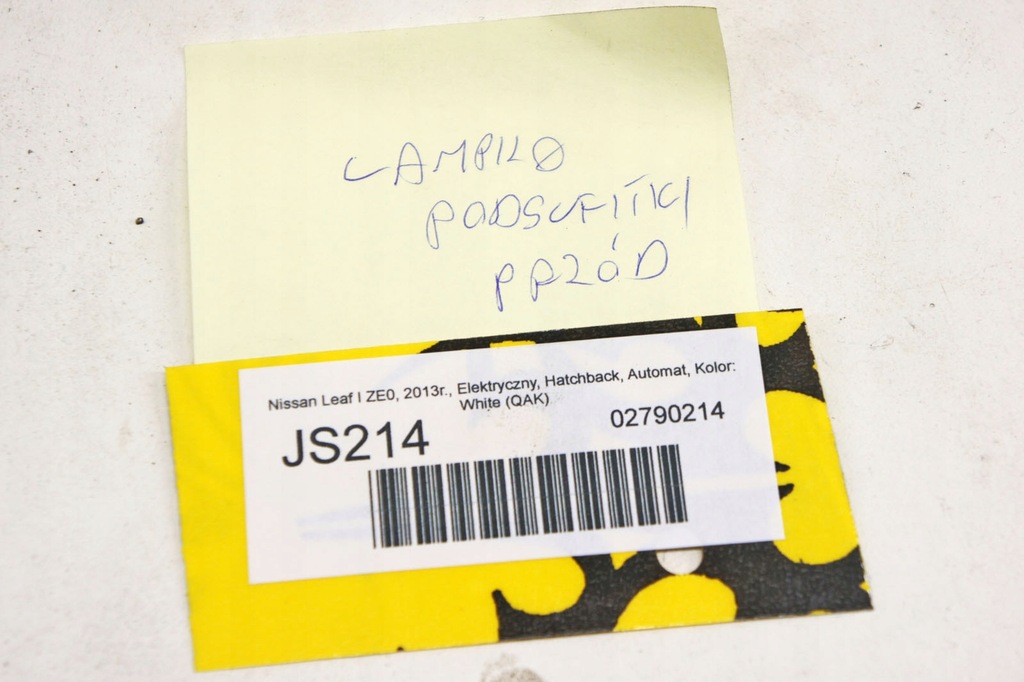 LAMPKA
PODSUFITKI
PRZÓD
Nissan Leaf I ZE0, 2013r., Elektryczny, Hatchback, Automat, Kolor:
White (QAK)
JS214
02790214